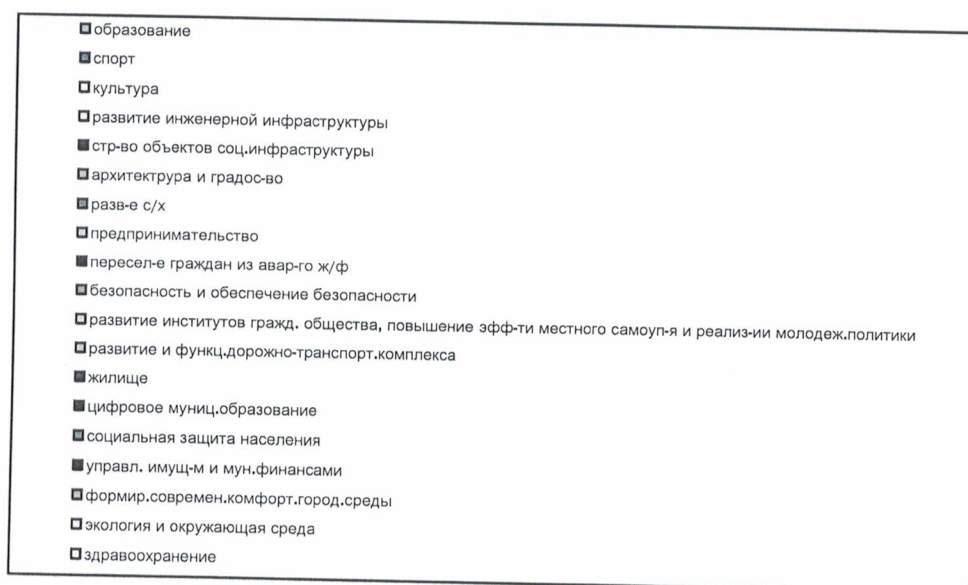 образование
спорт
культура
развитие инженерной инфраструктуры
стр-во объектов соц.инфраструктуры
архитектрура и градос-во
разв-е с/х
предпринимательство
пересел-е граждан из авар-го ж/ф
безопасность и обеспечение безопасности
развитие институтов гражд. общества, повышение эфф-ти местного самоуп-я и реализ-ии молодеж.политики
развитие и функц.дорожно-транспорт.комплекса
жилище
цифровое муниц.образование
социальная защита населения
управл. имущ-м и мун.финансами
формир.современ.комфорт.город.среды
экология и окружающая среда
здравоохранение